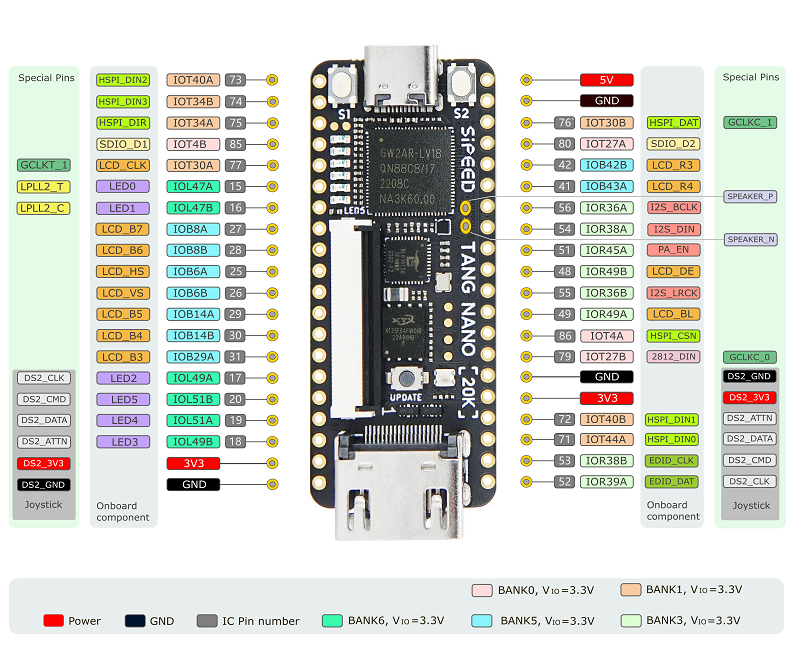 Special Pins
HSPI_DIN2 IOT40A 73
HSPI_DIN3 IOT34B 74
HSPI_DIR IOT34A 75
SDIO_D1 IOT4B 85
GCLKT_1 LCD_CLK IOT30A 77
LPLL2_T LED0 IOL47A 15
LPLL2_C LED1 IOL47B 16
LCD_B7 IOB8A 27
LCD_B6 IOB8B 28
LCD_HS IOB6A 25
LCD_VS IOB6B 26
LCD_B5 IOB14A 29
LCD_B4 IOB14B 30
LCD_B3 IOB29A 31
DS2_CLK LED2 IOL49A 17
DS2_CMD LED5 IOL51B 20
DS2_DATA LED4 IOL51A 19
DS2_ATTN LED3 IOL49B 18
DS2_3V3 3V3
DS2_GND GND
Joystick
Onboard
component
S1 S2
GW2AR-LV18
QN88C8/I7
2208C
NA3K60.00
LEDS
SiPEED
TANG NANO [20K]
UPDATE
1
Special Pins
5V
GND
76 IOT30B HSPI_DAT GCLKC_1
80 IOT27A SDIO_D2
42 IOB42B LCD_R3
41 IOB43A LCD_R4 SPEAKER_P
56 IOR36A I2S_BCLK
54 IOR38A I2S_DIN SPEAKER_N
51 IOR45A PA_EN
48 IOR49B LCD_DE
55 IOR36B I2S_LRCK
49 IOR49A LCD_BL
86 IOT4A HSPI_CSN
79 IOT27B 2812_DIN GCLKC_0
GND DS2_GND
3V3 DS2_3V3
72 IOT40B HSPI_DIN1 DS2_ATTN
71 IOT44A HSPI_DIN0 DS2_DATA
53 IOR38B EDID_CLK DS2_CMD
52 IOR39A EDID_DAT DS2_CLK
Onboard
component
Joystick
BANK0, VIO=3.3V BANK1, VIO=3.3V
Power GND IC Pin number BANK6, VIO=3.3V BANK5, VIO=3.3V BANK3, VIO=3.3V